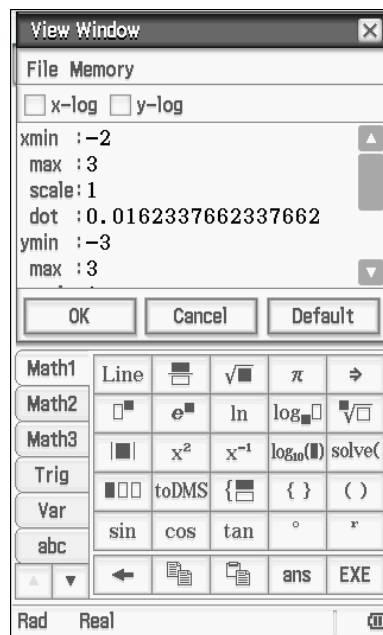 View Window
File Memory
x-log y-log
xmin :-2
max :3
scale:1
dot :0.0162337662337662
ymin :-3
max :3
OK Cancel Default
Math1 Line √■ π ⇒
Math2 □■ e■ ln log■□ ■√□
Math3 |■| x² x⁻¹ log₁₀(■) solve(
Trig ■□□ toDMS { } ( )
Var sin cos tan ° r
abc
▲ ▼ ← ans EXE
Rad Real